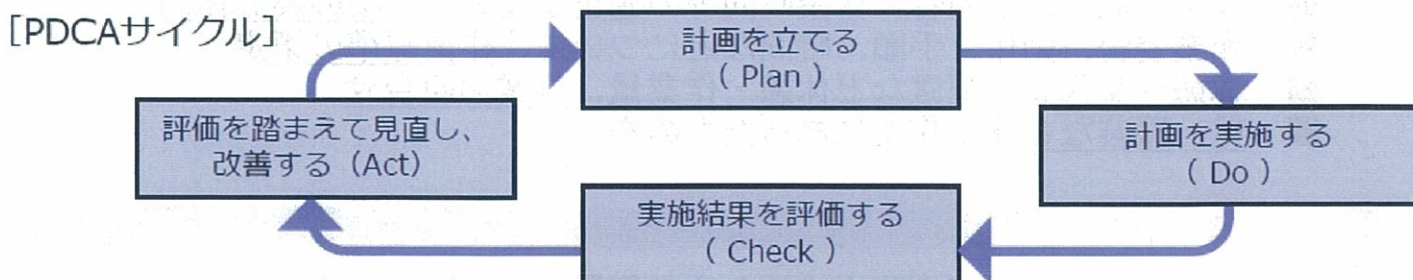 [PDCAサイクル]
計画を立てる
( Plan )
計画を実施する
( Do )
実施結果を評価する
( Check )
評価を踏まえて見直し、
改善する（Act）